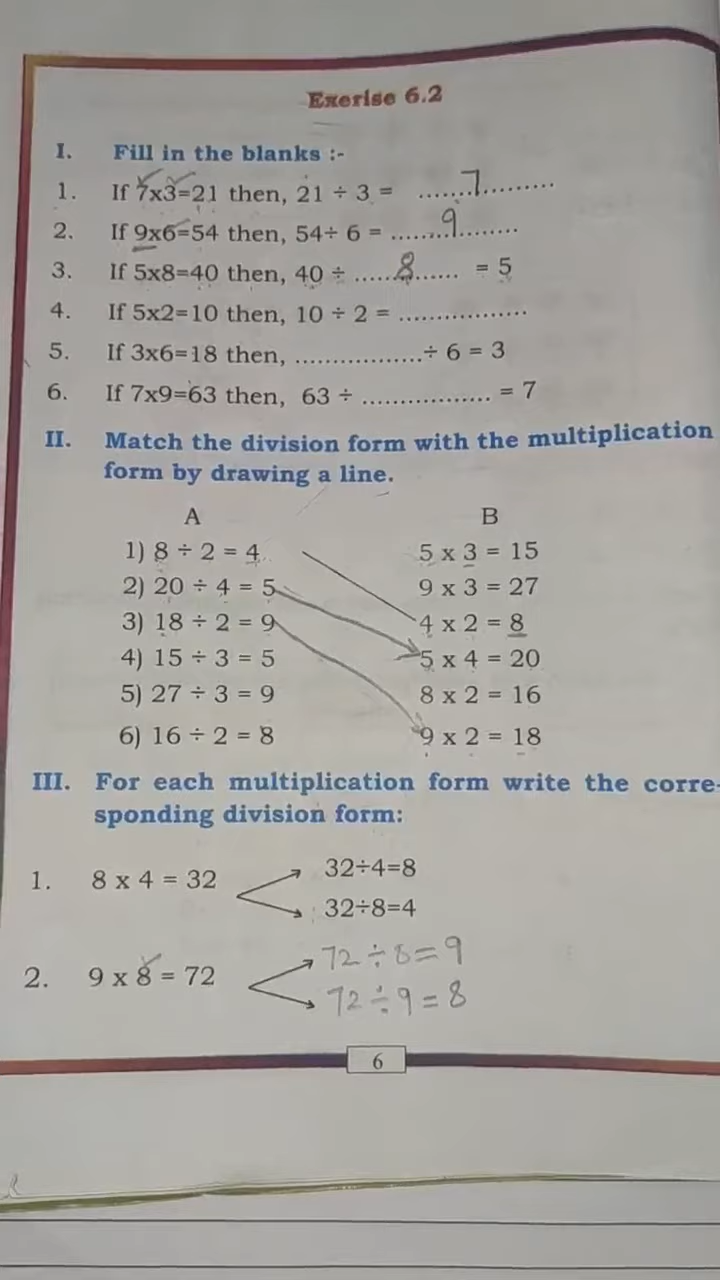 Exerise 6.2
I. Fill in the blanks :-
1. If 7x3=21 then, 21 ÷ 3 = .......7..........
2. If 9x6=54 then, 54÷ 6 = .......9........
3. If 5x8=40 then, 40 ÷ ......8...... = 5
4. If 5x2=10 then, 10 ÷ 2 = .................
5. If 3x6=18 then, .................÷ 6 = 3
6. If 7x9=63 then, 63 ÷ ................. = 7
II. Match the division form with the multiplication
form by drawing a line.
A B
1) 8 ÷ 2 = 4 5 x 3 = 15
2) 20 ÷ 4 = 5 9 x 3 = 27
3) 18 ÷ 2 = 9 4 x 2 = 8
4) 15 ÷ 3 = 5 5 x 4 = 20
5) 27 ÷ 3 = 9 8 x 2 = 16
6) 16 ÷ 2 = 8 9 x 2 = 18
III. For each multiplication form write the corre-
sponding division form:
32÷4=8
1. 8 x 4 = 32
32÷8=4
72÷8=9
2. 9 x 8 = 72
72÷9=8
6